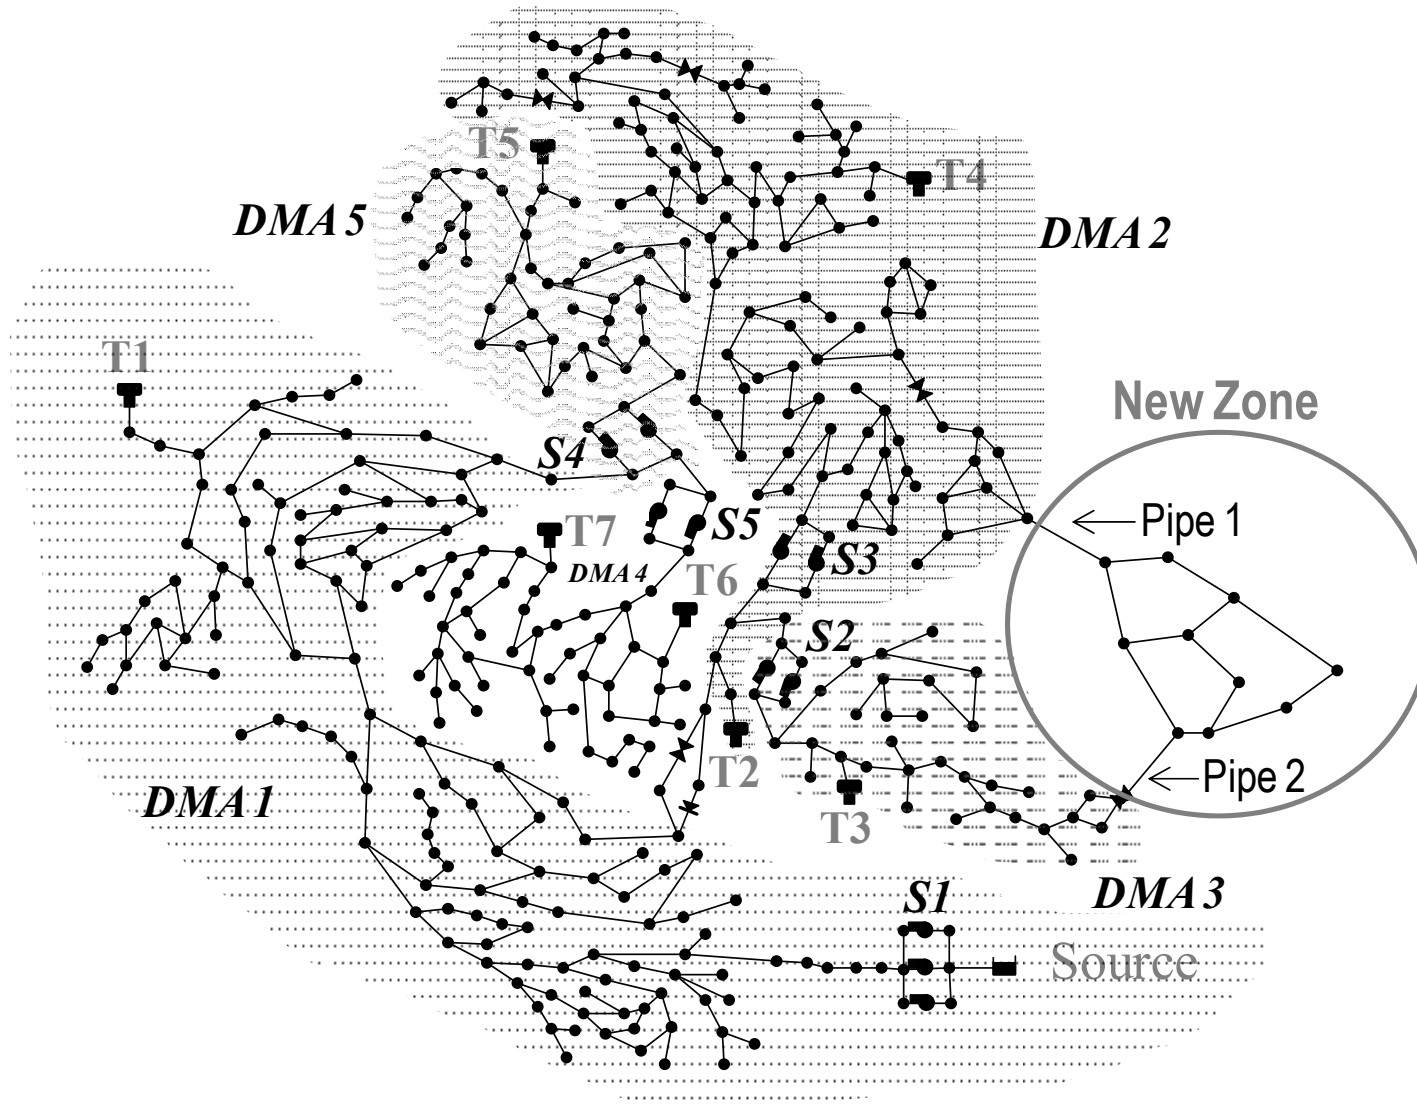 T5
T4
DMA 5
DMA 2
T1
New Zone
S4
Pipe 1
T7
S5
DMA 4
S3
T6
S2
T2
Pipe 2
DMA 1
T3
S1
DMA 3
Source